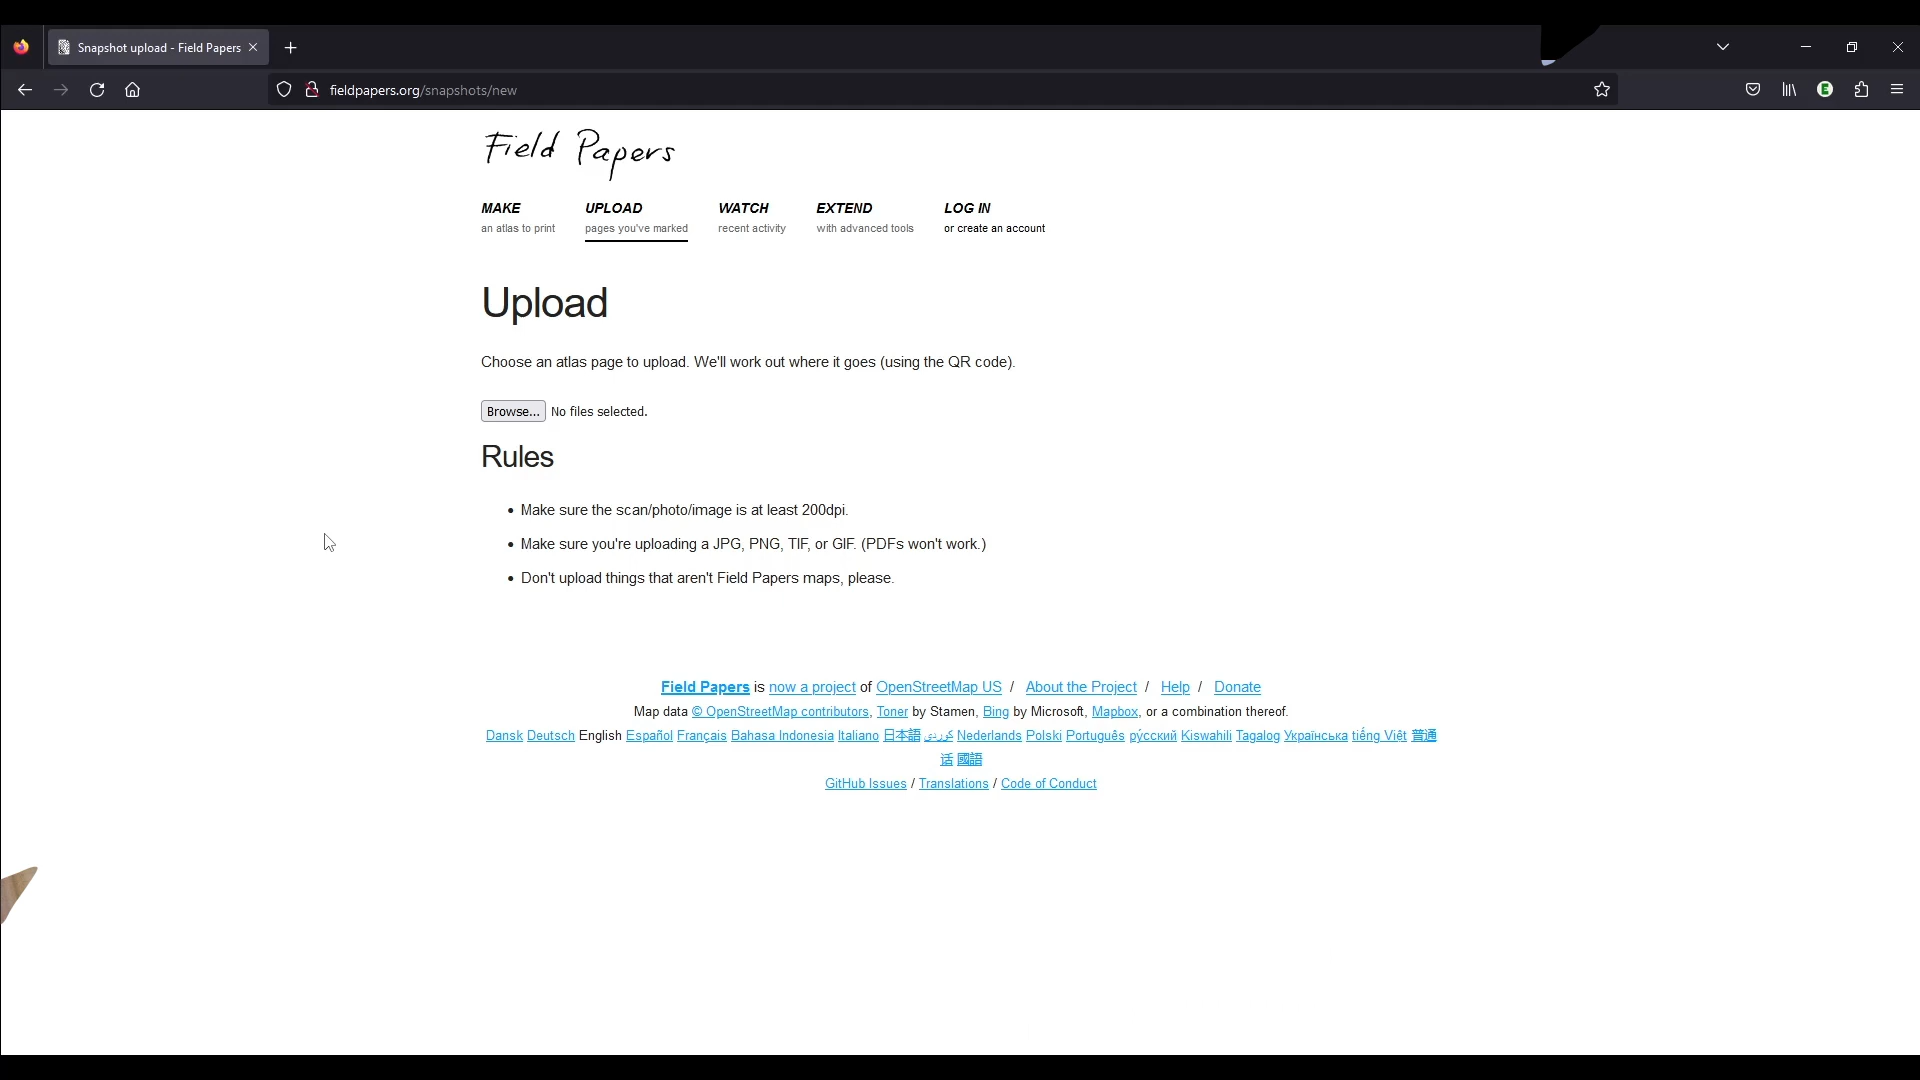 Snapshot upload - Field Papers
fieldpapers.org/snapshots/new
Field Papers
MAKE UPLOAD WATCH EXTEND LOG IN
an atlas to print pages you've marked recent activity with advanced tools or create an account
Upload
Choose an atlas page to upload. We'll work out where it goes (using the QR code).
Browse... No files selected.
Rules
• Make sure the scan/photo/image is at least 200dpi.
• Make sure you're uploading a JPG, PNG, TIF, or GIF. (PDFs won't work.)
• Don't upload things that aren't Field Papers maps, please.
Field Papers is now a project of OpenStreetMap US / About the Project / Help / Donate
Map data © OpenStreetMap contributors, Toner by Stamen, Bing by Microsoft, Mapbox, or a combination thereof.
Dansk Deutsch English Español Français Bahasa Indonesia Italiano 日本語 کوردی Nederlands Polski Português ру́сский Kiswahili Tagalog Українська tiếng Việt 普通
话 國語
GitHub Issues / Translations / Code of Conduct